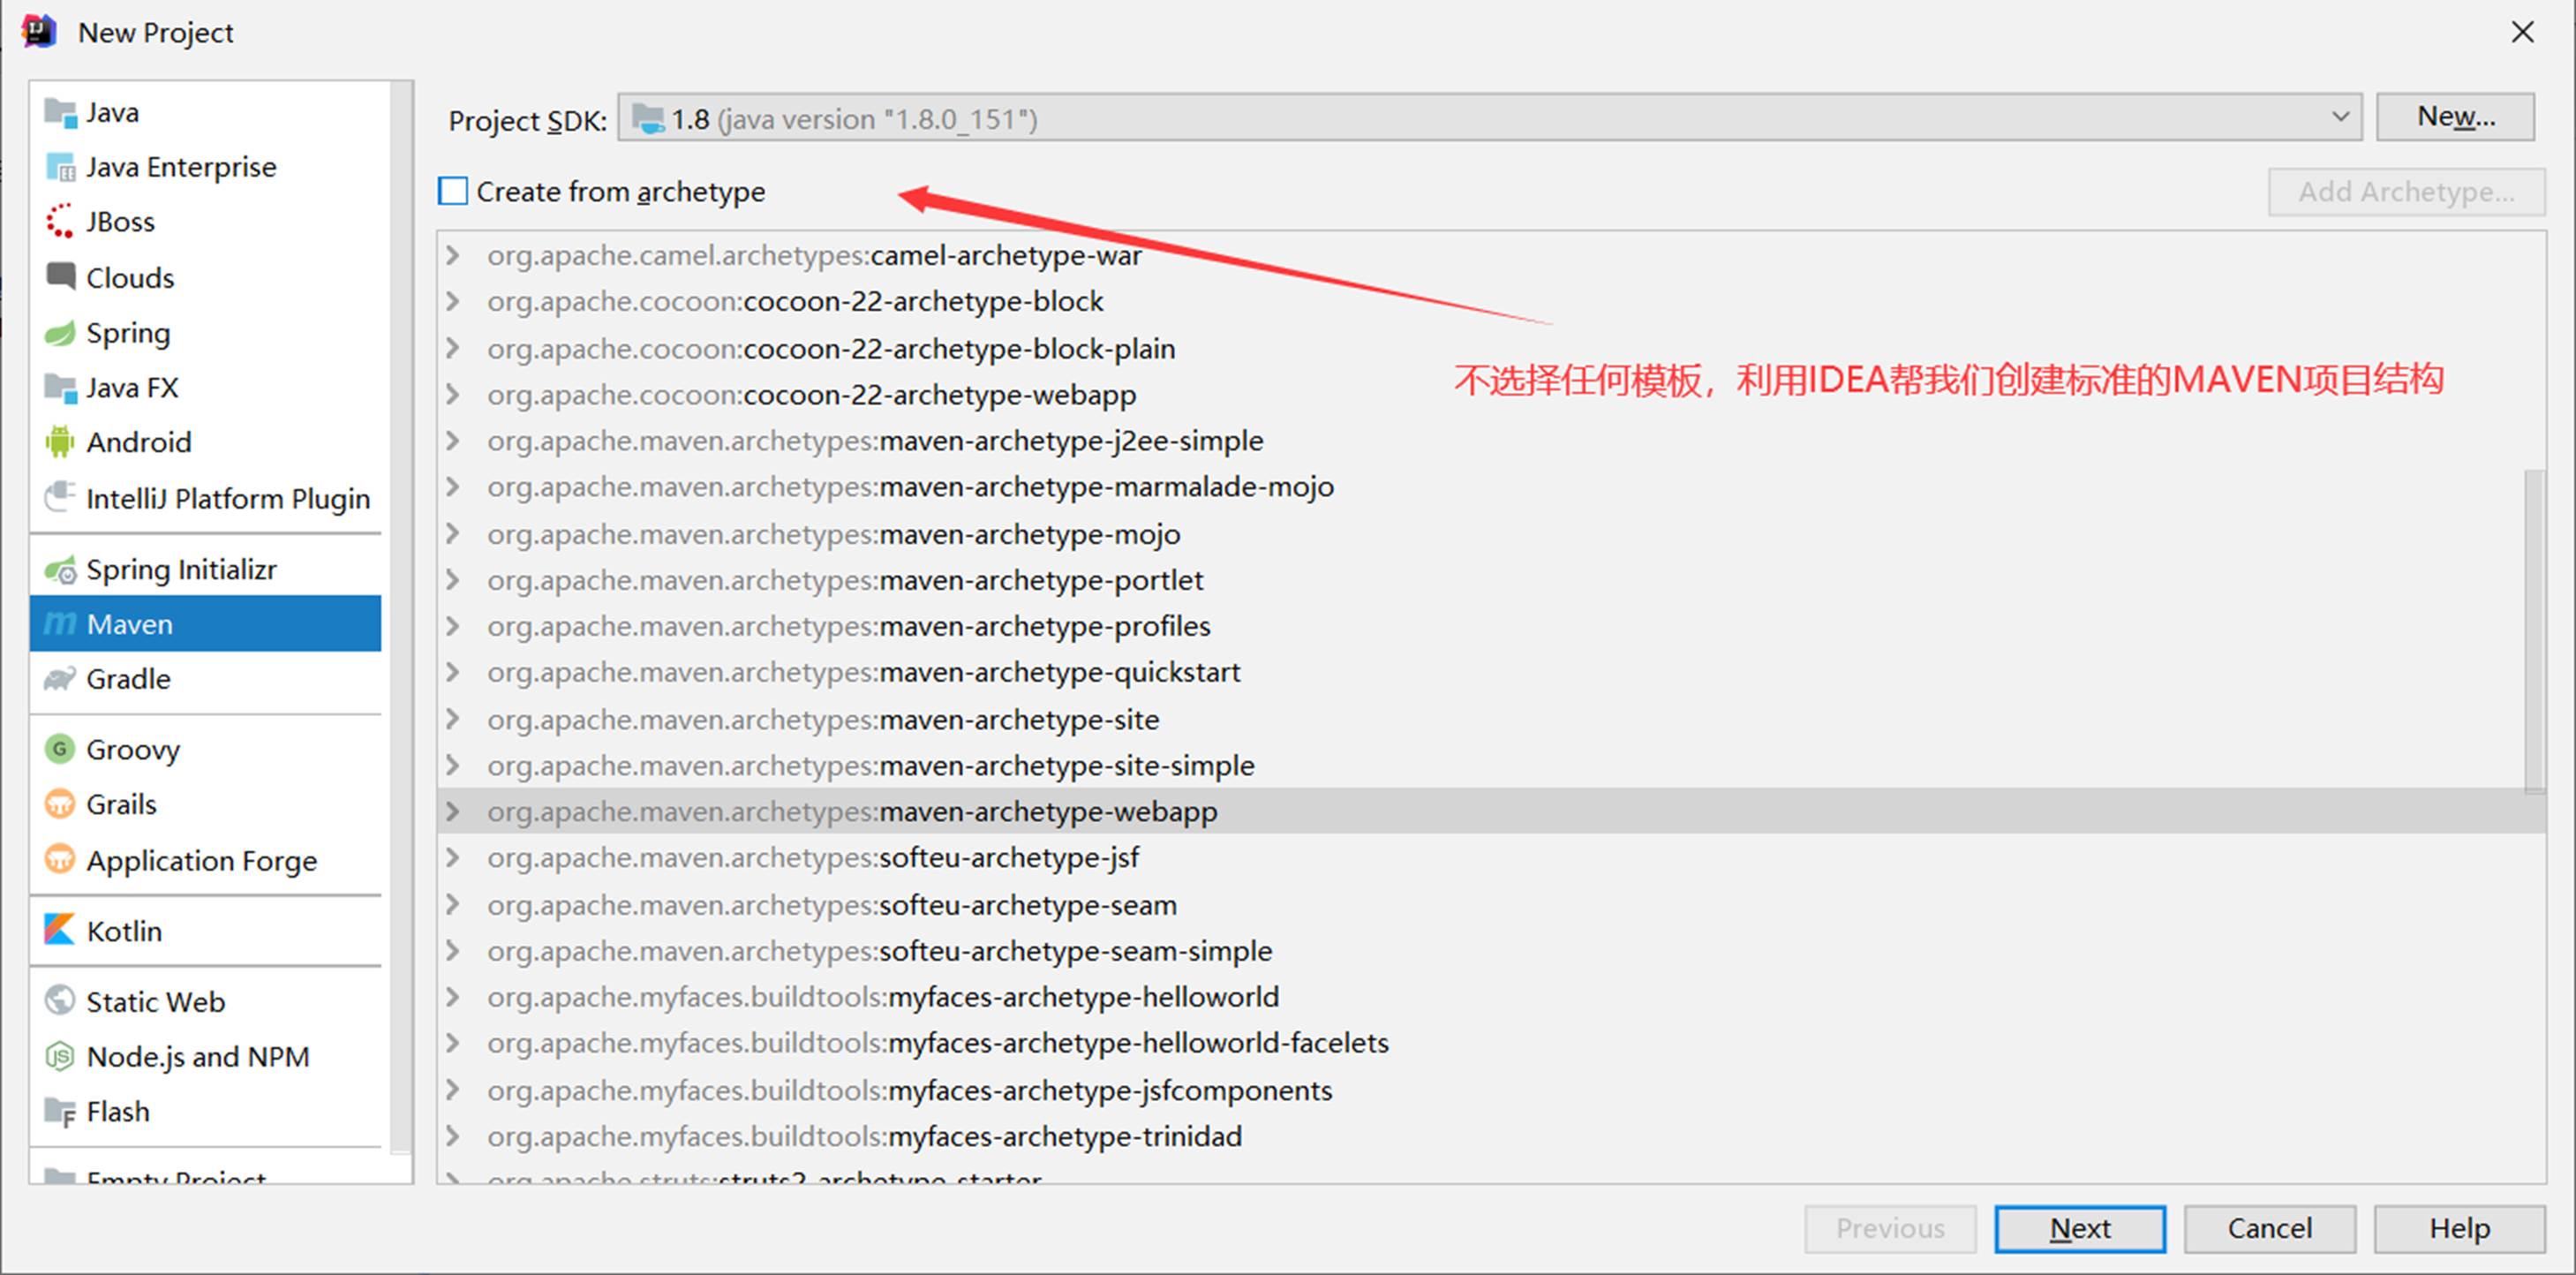 New Project
Java
Java Enterprise
JBoss
Clouds
Spring
Java FX
Android
IntelliJ Platform Plugin
Spring Initializr
Maven
Gradle
Groovy
Grails
Application Forge
Kotlin
Static Web
Node.js and NPM
Flash
Empty Project
Project SDK: 1.8 (java version "1.8.0_151") New...
Create from archetype Add Archetype...
org.apache.camel.archetypes:camel-archetype-war
org.apache.cocoon:cocoon-22-archetype-block
org.apache.cocoon:cocoon-22-archetype-block-plain
不选择任何模板，利用IDEA帮我们创建标准的MAVEN项目结构
org.apache.cocoon:cocoon-22-archetype-webapp
org.apache.maven.archetypes:maven-archetype-j2ee-simple
org.apache.maven.archetypes:maven-archetype-marmalade-mojo
org.apache.maven.archetypes:maven-archetype-mojo
org.apache.maven.archetypes:maven-archetype-portlet
org.apache.maven.archetypes:maven-archetype-profiles
org.apache.maven.archetypes:maven-archetype-quickstart
org.apache.maven.archetypes:maven-archetype-site
org.apache.maven.archetypes:maven-archetype-site-simple
org.apache.maven.archetypes:maven-archetype-webapp
org.apache.maven.archetypes:softeu-archetype-jsf
org.apache.maven.archetypes:softeu-archetype-seam
org.apache.maven.archetypes:softeu-archetype-seam-simple
org.apache.myfaces.buildtools:myfaces-archetype-helloworld
org.apache.myfaces.buildtools:myfaces-archetype-helloworld-facelets
org.apache.myfaces.buildtools:myfaces-archetype-jsfcomponents
org.apache.myfaces.buildtools:myfaces-archetype-trinidad
org.apache.struts:struts2-archetype-starter
Previous Next Cancel Help